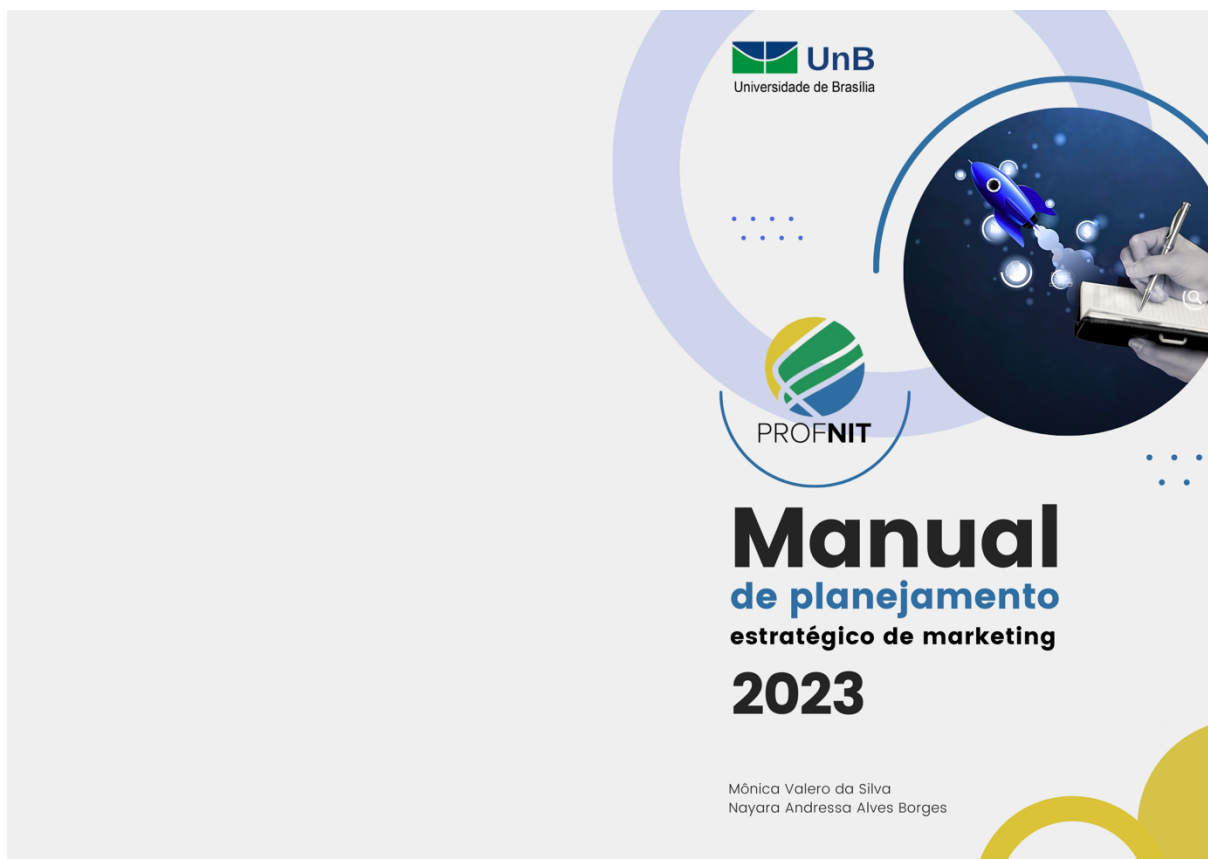 UnB
Universidade de Brasília
PROFNIT
Manual
de planejamento
estratégico de marketing
2023
Mônica Valero da Silva
Nayara Andressa Alves Borges